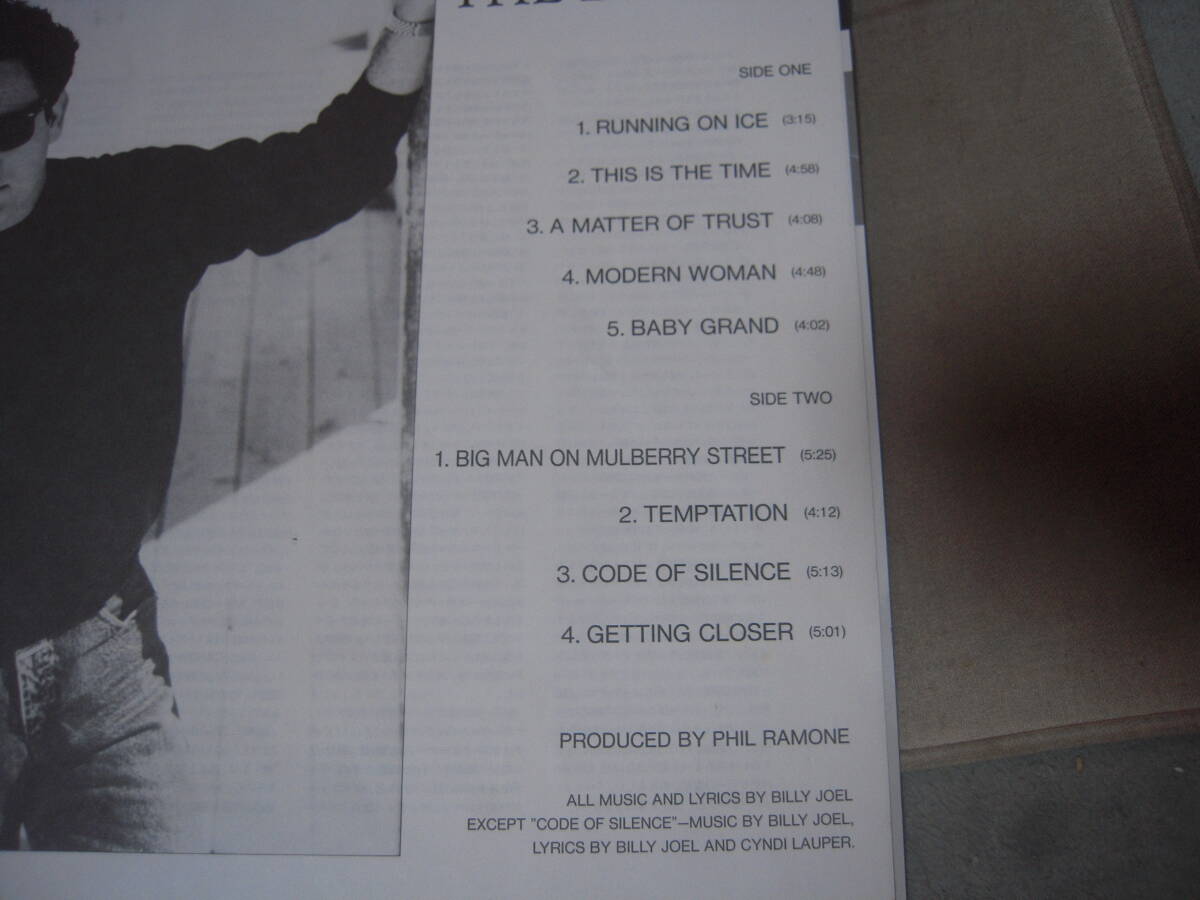 SIDE ONE
1. RUNNING ON ICE (3:15)
2. THIS IS THE TIME (4:58)
3. A MATTER OF TRUST (4:08)
4. MODERN WOMAN (4:48)
5. BABY GRAND (4:02)
SIDE TWO
1. BIG MAN ON MULBERRY STREET (5:25)
2. TEMPTATION (4:12)
3. CODE OF SILENCE (5:13)
4. GETTING CLOSER (5:01)
PRODUCED BY PHIL RAMONE
ALL MUSIC AND LYRICS BY BILLY JOEL
EXCEPT "CODE OF SILENCE"—MUSIC BY BILLY JOEL,
LYRICS BY BILLY JOEL AND CYNDI LAUPER.